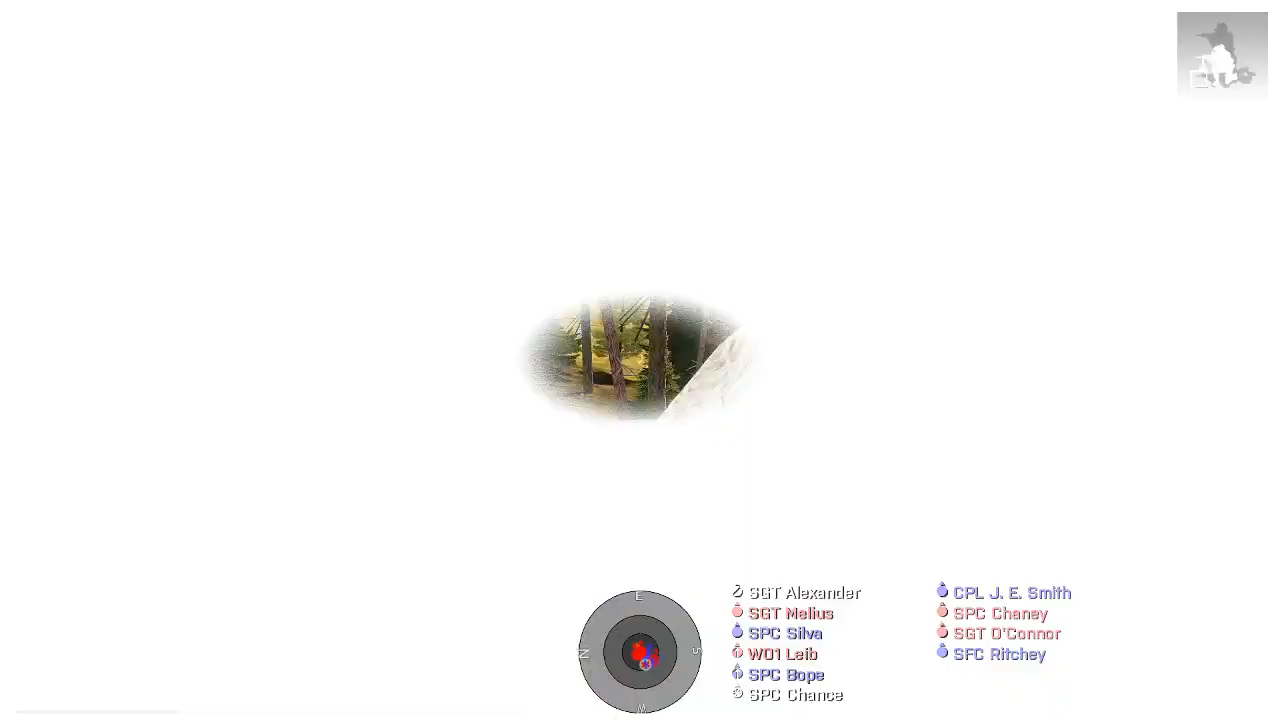 E
N
S
W
SGT Alexander
SGT Melius
SPC Silva
WO1 Leib
SPC Bope
SPC Chance
CPL J. E. Smith
SPC Chaney
SGT O'Connor
SFC Ritchey